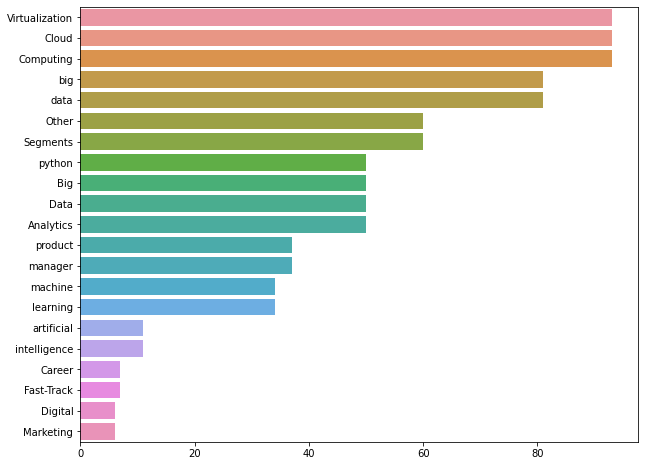 Virtualization
Cloud
Computing
big
data
Other
Segments
python
Big
Data
Analytics
product
manager
machine
learning
artificial
intelligence
Career
Fast-Track
Digital
Marketing
0 20 40 60 80